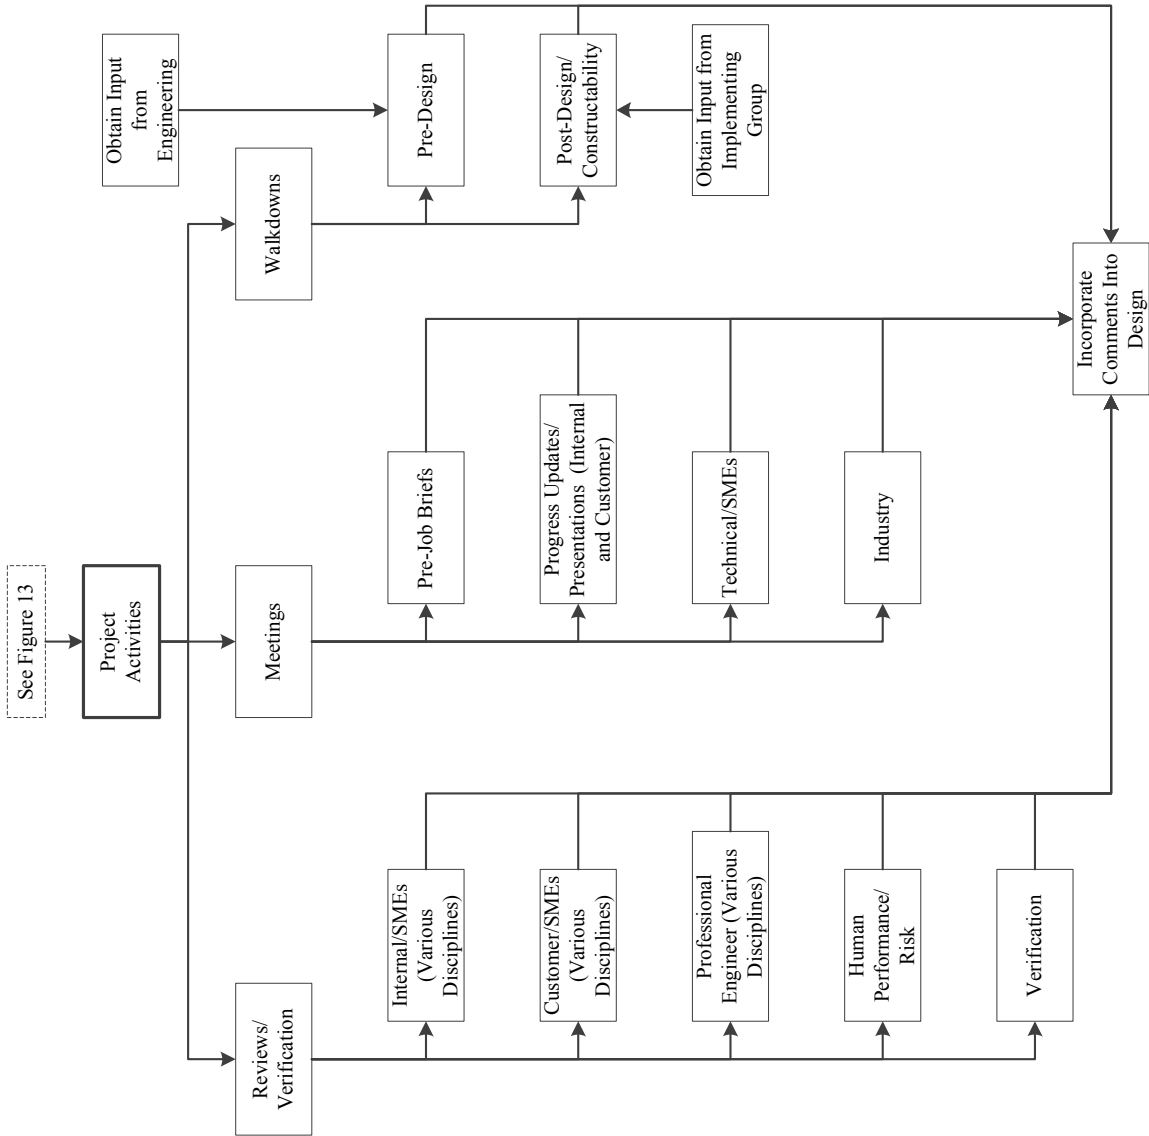 See Figure 13
Project
Activities
Reviews/
Verification
Meetings
Walkdowns
Obtain Input
from
Engineering
Internal/SMEs
(Various
Disciplines)
Customer/SMEs
(Various
Disciplines)
Professional
Engineer (Various
Disciplines)
Human
Performance/
Risk
Verification
Pre-Job Briefs
Progress Updates/
Presentations (Internal
and Customer)
Technical/SMEs
Industry
Pre-Design
Post-Design/
Constructability
Obtain Input from
Implementing
Group
Incorporate
Comments Into
Design